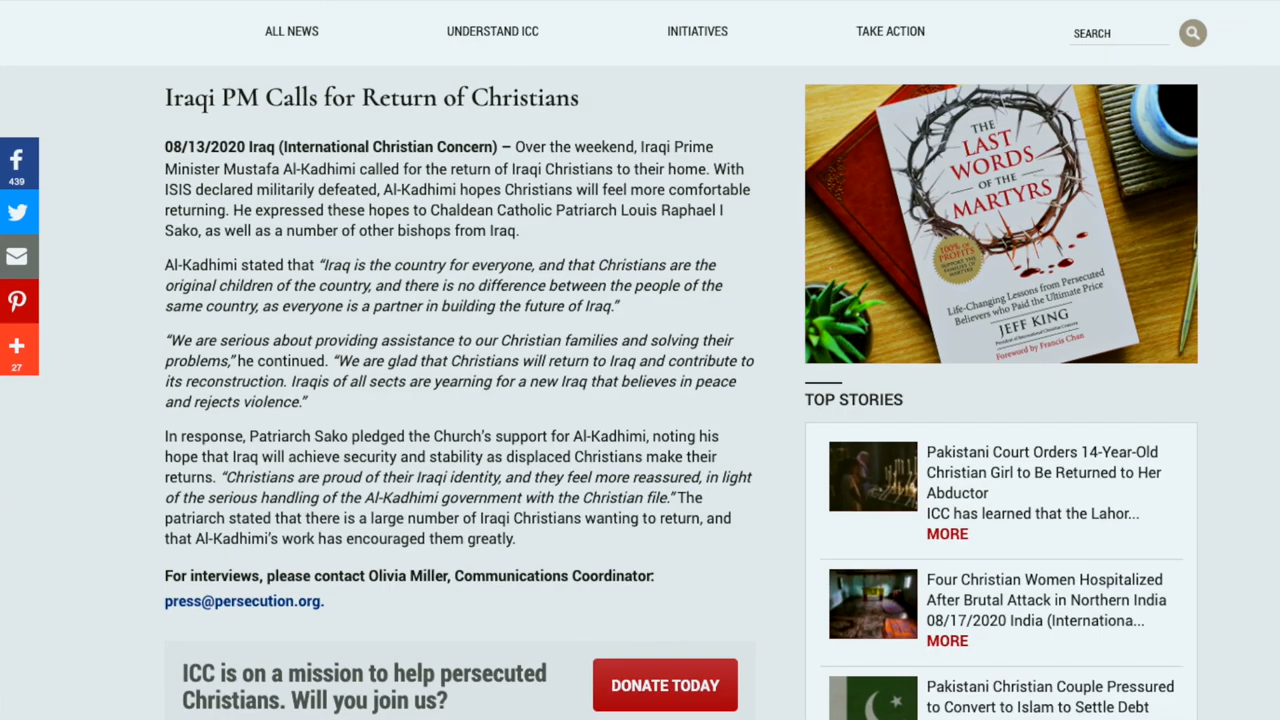 ALL NEWS
UNDERSTAND ICC
INITIATIVES
TAKE ACTION
SEARCH
Iraqi PM Calls for Return of Christians
08/13/2020 Iraq (International Christian Concern) – Over the weekend, Iraqi Prime
Minister Mustafa Al-Kadhimi called for the return of Iraqi Christians to their home. With
ISIS declared militarily defeated, Al-Kadhimi hopes Christians will feel more comfortable
returning. He expressed these hopes to Chaldean Catholic Patriarch Louis Raphael I
Sako, as well as a number of other bishops from Iraq.
Al-Kadhimi stated that “Iraq is the country for everyone, and that Christians are the
original children of the country, and there is no difference between the people of the
same country, as everyone is a partner in building the future of Iraq.”
“We are serious about providing assistance to our Christian families and solving their
problems,” he continued. “We are glad that Christians will return to Iraq and contribute to
its reconstruction. Iraqis of all sects are yearning for a new Iraq that believes in peace
and rejects violence.”
In response, Patriarch Sako pledged the Church’s support for Al-Kadhimi, noting his
hope that Iraq will achieve security and stability as displaced Christians make their
returns. “Christians are proud of their Iraqi identity, and they feel more reassured, in light
of the serious handling of the Al-Kadhimi government with the Christian file.” The
patriarch stated that there is a large number of Iraqi Christians wanting to return, and
that Al-Kadhimi’s work has encouraged them greatly.
For interviews, please contact Olivia Miller, Communications Coordinator:
press@persecution.org.
ICC is on a mission to help persecuted
Christians. Will you join us?
DONATE TODAY
439
27
THE
LAST
WORDS
OF THE
MARTYRS
100% OF
PROFITS
SUPPORT THE
FAMILIES OF
MARTYRS
Life-Changing Lessons from Persecuted
Believers who Paid the Ultimate Price
JEFF KING
President of International Christian Concern
Foreword by Francis Chan
TOP STORIES
Pakistani Court Orders 14-Year-Old
Christian Girl to Be Returned to Her
Abductor
ICC has learned that the Lahor...
MORE
Four Christian Women Hospitalized
After Brutal Attack in Northern India
08/17/2020 India (Internationa...
MORE
Pakistani Christian Couple Pressured
to Convert to Islam to Settle Debt